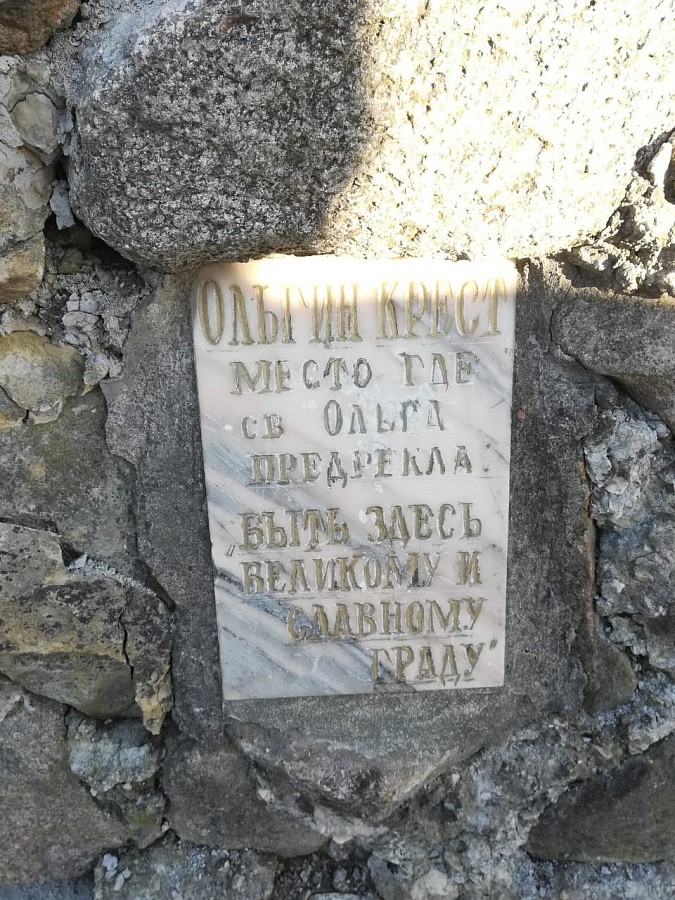 ОЛЬГИН КРЕСТ
МЕСТО ГДЕ
СВ ОЛЬГА
ПРЕДРЕКЛА
„БЫТЬ ЗДЕСЬ
ВЕЛИКОМУ И
СЛАВНОМУ
ГРАДУ"